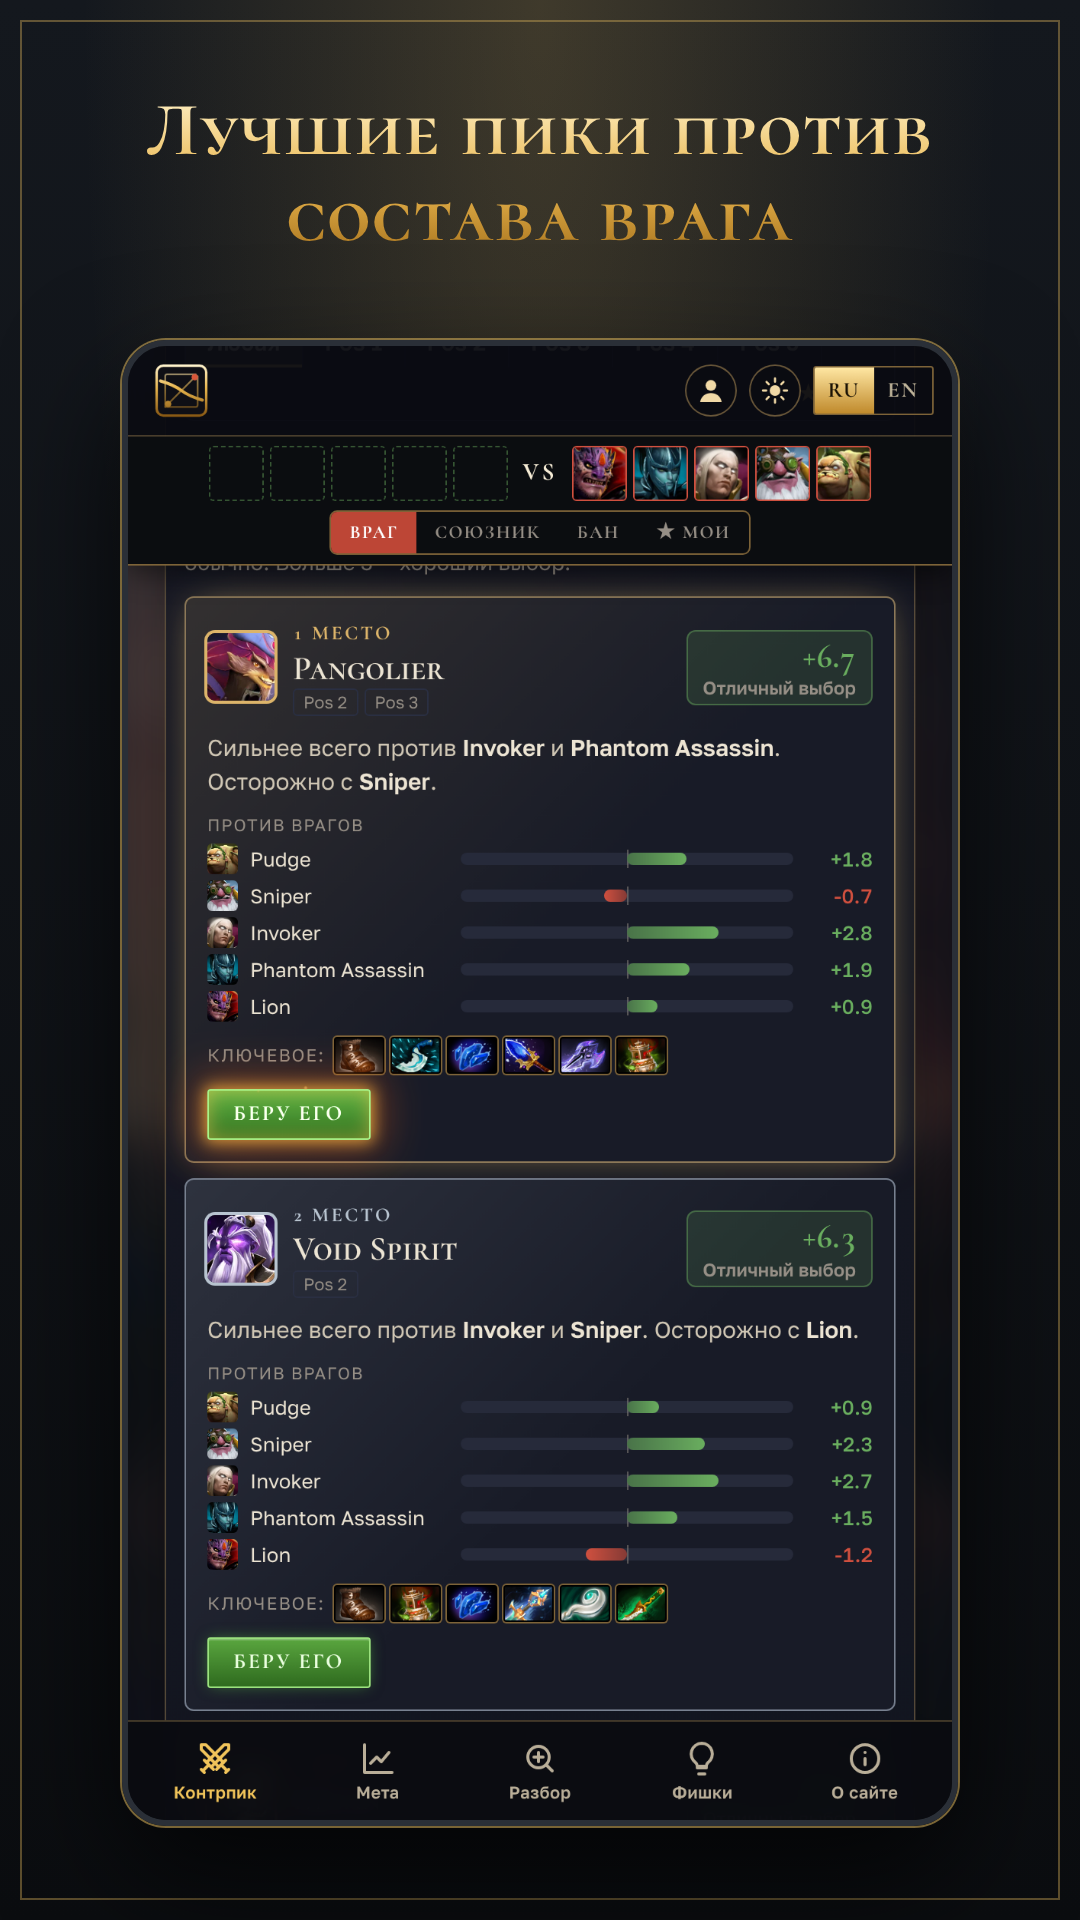 Лучшие пики против
состава врага
RU EN
VS
ВРАГ СОЮЗНИК БАН ★ МОИ
1 МЕСТО
Pangolier
Pos 2 Pos 3
+6.7
Отличный выбор
Сильнее всего против Invoker и Phantom Assassin.
Осторожно с Sniper.
ПРОТИВ ВРАГОВ
Pudge +1.8
Sniper -0.7
Invoker +2.8
Phantom Assassin +1.9
Lion +0.9
КЛЮЧЕВОЕ:
БЕРУ ЕГО
2 МЕСТО
Void Spirit
Pos 2
+6.3
Отличный выбор
Сильнее всего против Invoker и Sniper. Осторожно с Lion.
ПРОТИВ ВРАГОВ
Pudge +0.9
Sniper +2.3
Invoker +2.7
Phantom Assassin +1.5
Lion -1.2
КЛЮЧЕВОЕ:
БЕРУ ЕГО
Контрпик Мета Разбор Фишки О сайте